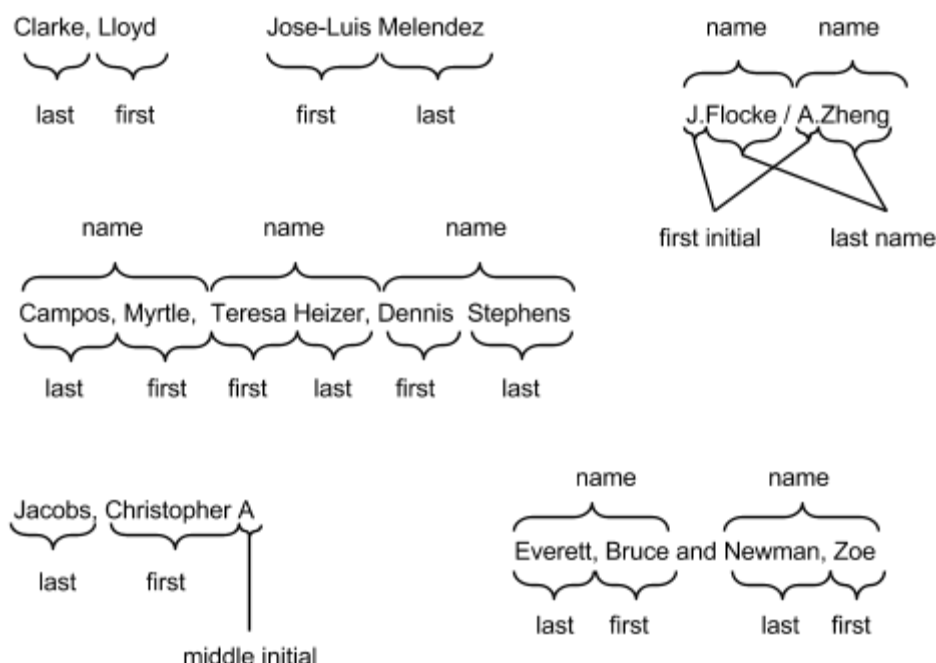 Clarke, Lloyd
last first
Jose-Luis Melendez
first last
name name
J.Flocke / A.Zheng
first initial last name
name name name
Campos, Myrtle, Teresa Heizer, Dennis Stephens
last first first last first last
Jacobs, Christopher A
last first
middle initial
name name
Everett, Bruce and Newman, Zoe
last first last first